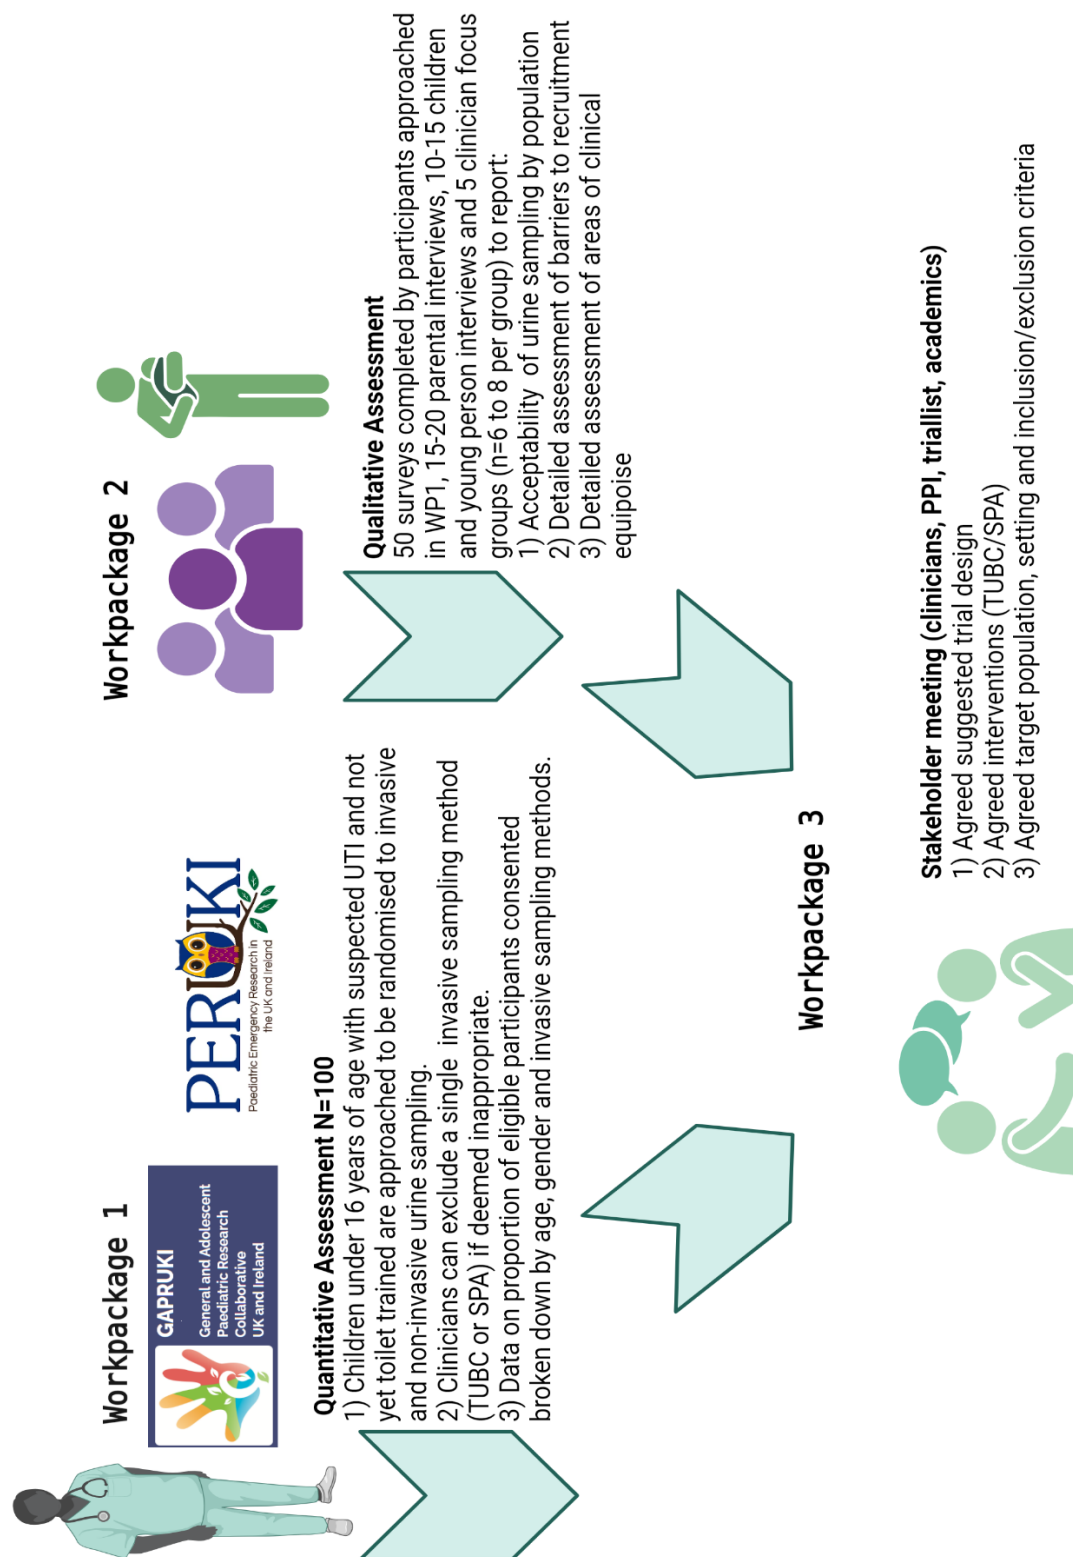 Workpackage 1
GAPRUKI
General and Adolescent
Paediatric Research
Collaborative
UK and Ireland
PERUKI
Paediatric Emergency Research in
the UK and Ireland
Quantitative Assessment N=100
1) Children under 16 years of age with suspected UTI and not
yet toilet trained are approached to be randomised to invasive
and non-invasive urine sampling.
2) Clinicians can exclude a single invasive sampling method
(TUBC or SPA) if deemed inappropriate.
3) Data on proportion of eligible participants consented
broken down by age, gender and invasive sampling methods.
Workpackage 2
Qualitative Assessment
50 surveys completed by participants approached
in WP1, 15-20 parental interviews, 10-15 children
and young person interviews and 5 clinician focus
groups (n=6 to 8 per group) to report:
1) Acceptability of urine sampling by population
2) Detailed assessment of barriers to recruitment
3) Detailed assessment of areas of clinical
equipoise
Workpackage 3
Stakeholder meeting (clinicians, PPI, triallist, academics)
1) Agreed suggested trial design
2) Agreed interventions (TUBC/SPA)
3) Agreed target population, setting and inclusion/exclusion criteria